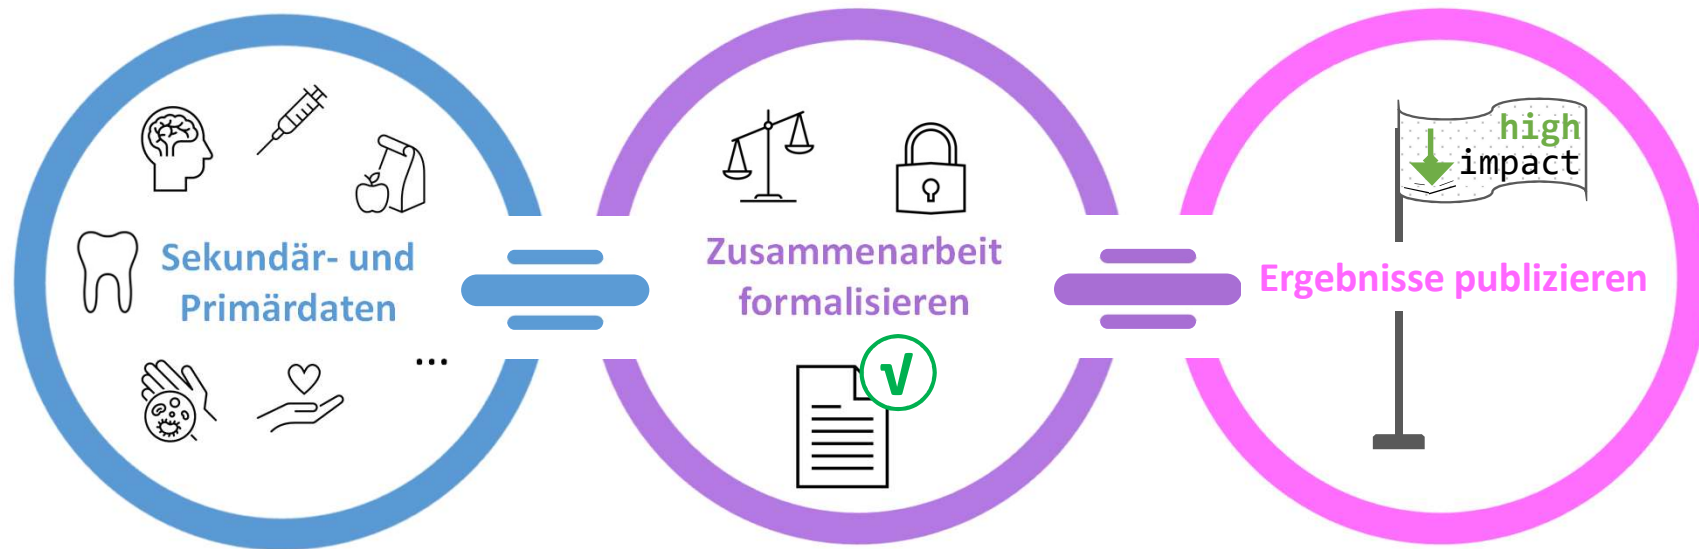 Sekundär- und
Primärdaten
...
Zusammenarbeit
formalisieren
√
high
impact
Ergebnisse publizieren